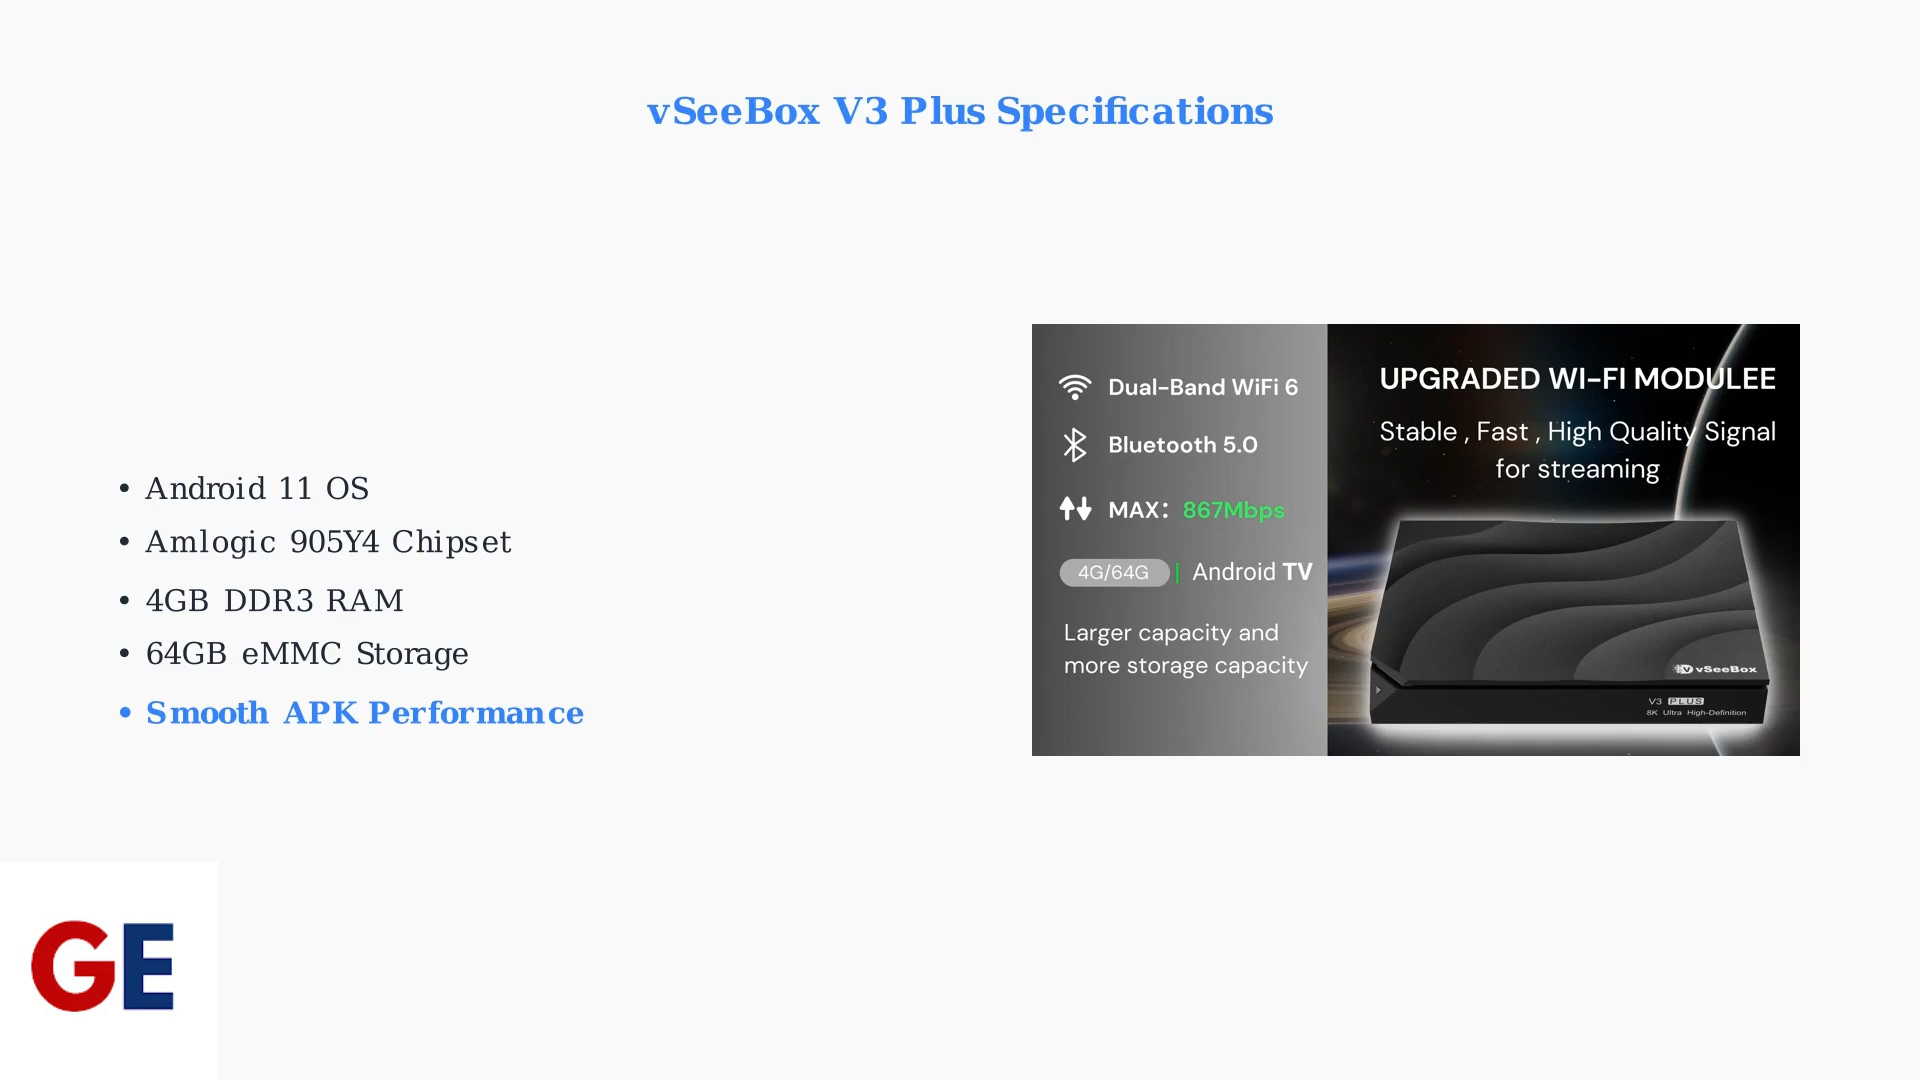 vSeeBox V3 Plus Specifications
• Android 11 OS
• Amlogic 905Y4 Chipset
• 4GB DDR3 RAM
• 64GB eMMC Storage
• Smooth APK Performance
Dual-Band WiFi 6
Bluetooth 5.0
MAX: 867Mbps
4G/64G | Android TV
Larger capacity and
more storage capacity
UPGRADED WI-FI MODULEE
Stable , Fast , High Quality Signal
for streaming
V vSeeBox
V3 PLUS
8K Ultra High-Definition
GE